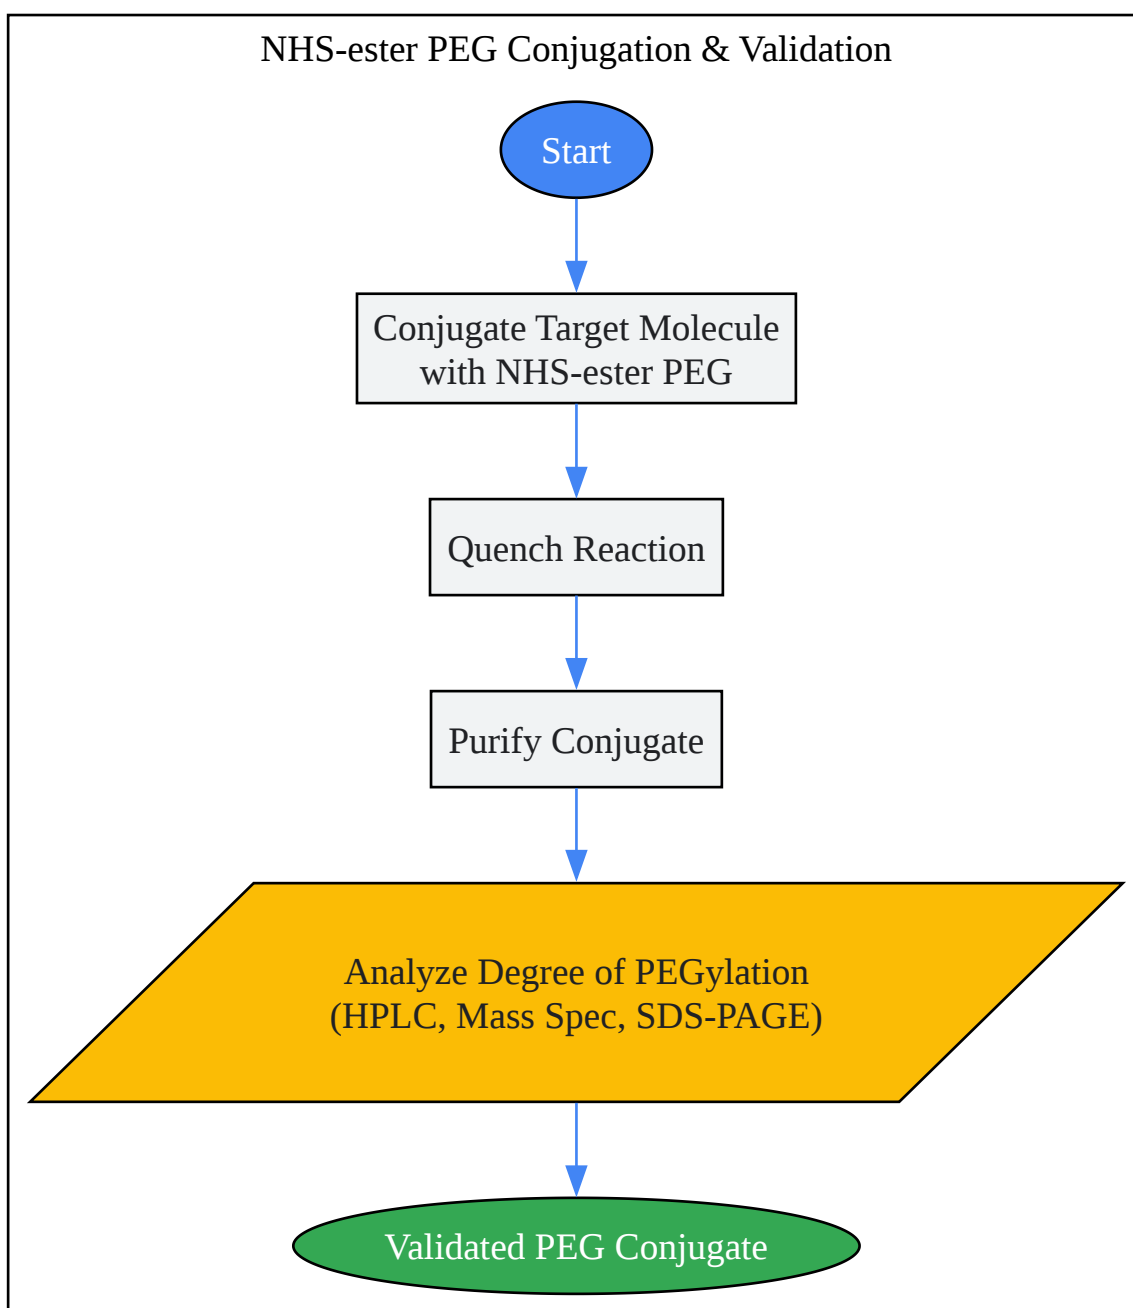 NHS-ester PEG Conjugation & Validation
Start
Conjugate Target Molecule
with NHS-ester PEG
Quench Reaction
Purify Conjugate
Analyze Degree of PEGylation
(HPLC, Mass Spec, SDS-PAGE)
Validated PEG Conjugate